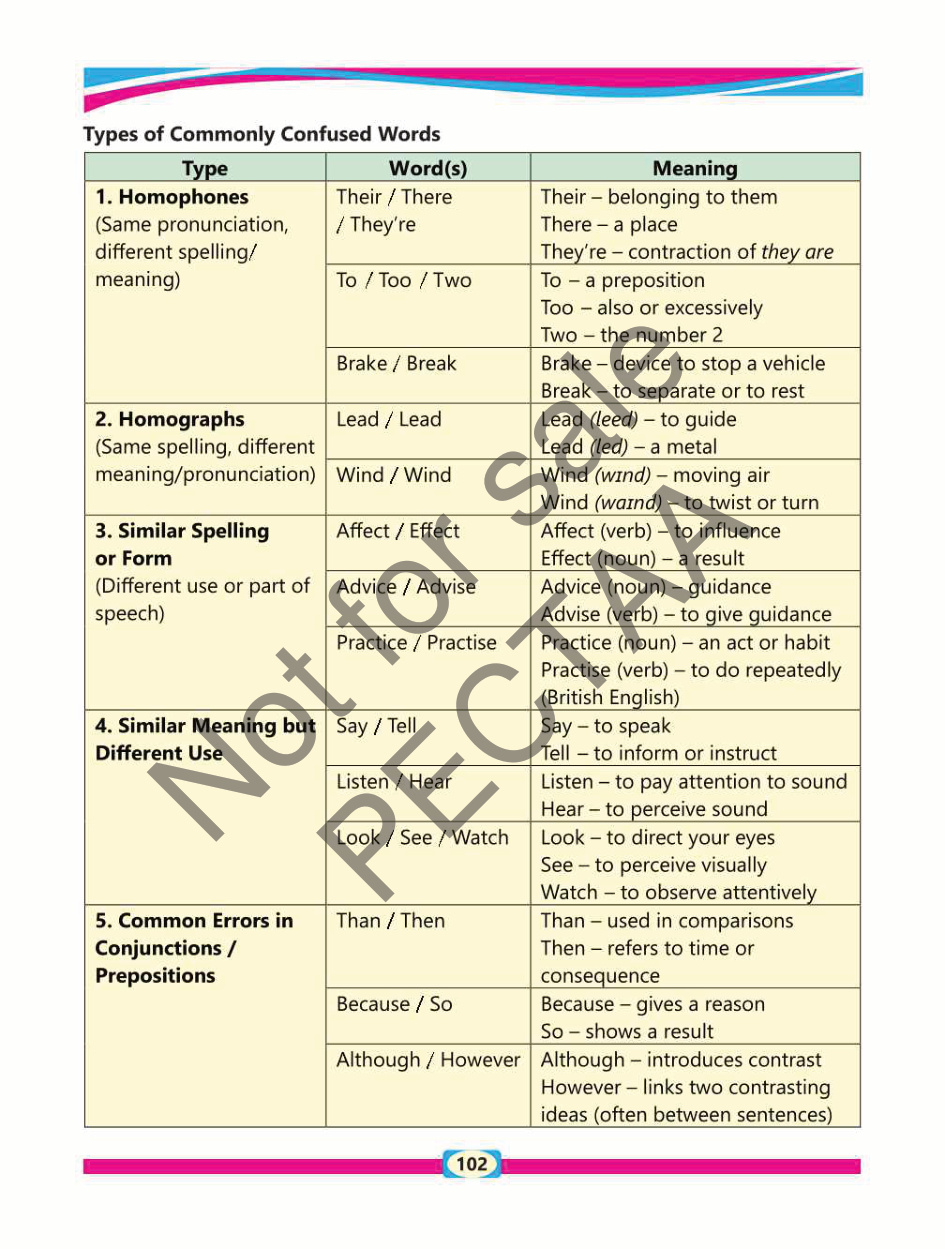 Types of Commonly Confused Words
Type Word(s) Meaning
1. Homophones
(Same pronunciation,
different spelling/
meaning)
Their / There
/ They’re
Their – belonging to them
There – a place
They’re – contraction of they are
To / Too / Two
To – a preposition
Too – also or excessively
Two – the number 2
Brake / Break
Brake – device to stop a vehicle
Break – to separate or to rest
2. Homographs
(Same spelling, different
meaning/pronunciation)
Lead / Lead
Lead (leed) – to guide
Lead (led) – a metal
Wind / Wind
Wind (wɪnd) – moving air
Wind (waɪnd) – to twist or turn
3. Similar Spelling
or Form
(Different use or part of
speech)
Affect / Effect
Affect (verb) – to influence
Effect (noun) – a result
Advice / Advise
Advice (noun) – guidance
Advise (verb) – to give guidance
Practice / Practise
Practice (noun) – an act or habit
Practise (verb) – to do repeatedly
(British English)
4. Similar Meaning but
Different Use
Say / Tell
Say – to speak
Tell – to inform or instruct
Listen / Hear
Listen – to pay attention to sound
Hear – to perceive sound
Look / See / Watch
Look – to direct your eyes
See – to perceive visually
Watch – to observe attentively
5. Common Errors in
Conjunctions /
Prepositions
Than / Then
Than – used in comparisons
Then – refers to time or
consequence
Because / So
Because – gives a reason
So – shows a result
Although / However
Although – introduces contrast
However – links two contrasting
ideas (often between sentences)
Not for sale
PECTAA
102